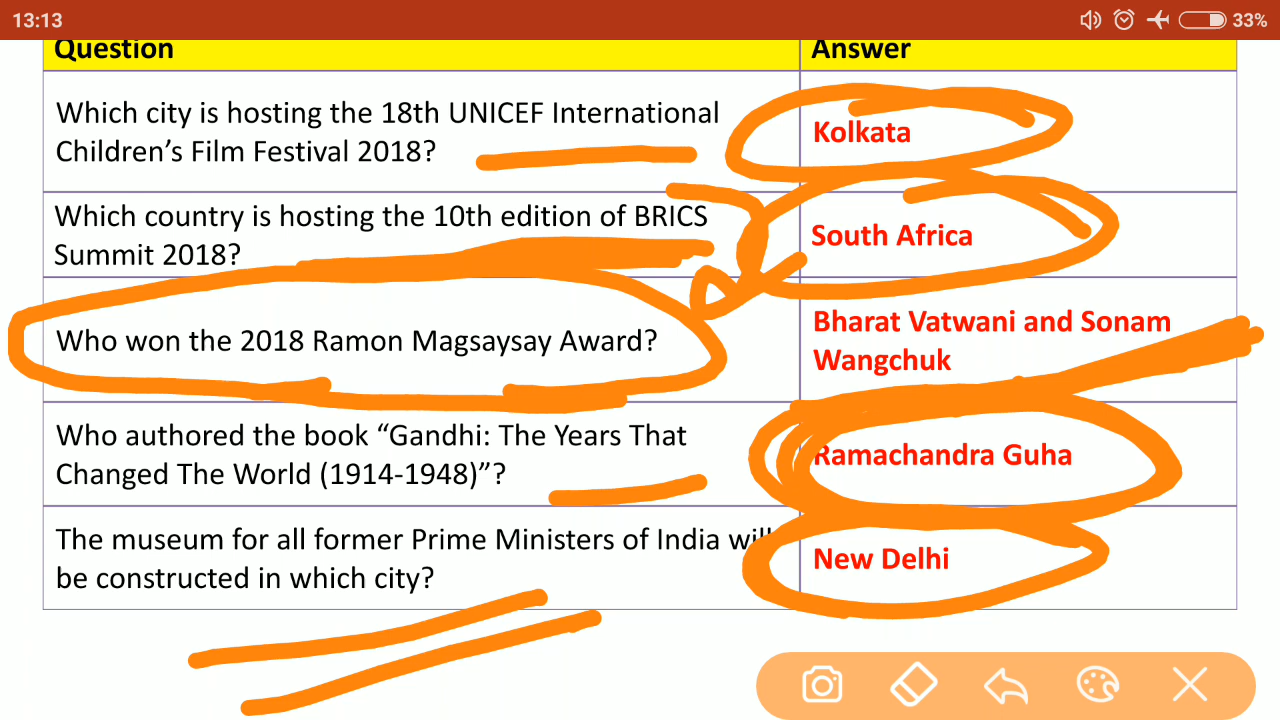 13:13
33%
Question
Answer
Which city is hosting the 18th UNICEF International
Children’s Film Festival 2018?
Kolkata
Which country is hosting the 10th edition of BRICS
Summit 2018?
South Africa
Who won the 2018 Ramon Magsaysay Award?
Bharat Vatwani and Sonam
Wangchuk
Who authored the book “Gandhi: The Years That
Changed The World (1914-1948)”?
Ramachandra Guha
The museum for all former Prime Ministers of India will
be constructed in which city?
New Delhi